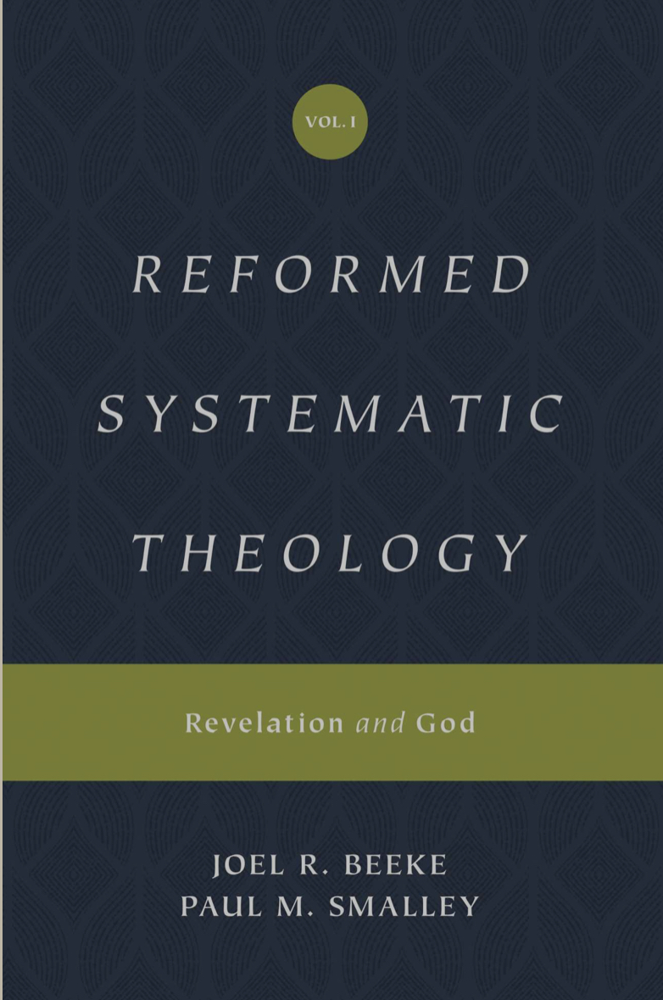 VOL. I
REFORMED
SYSTEMATIC
THEOLOGY
Revelation and God
JOEL R. BEEKE
PAUL M. SMALLEY